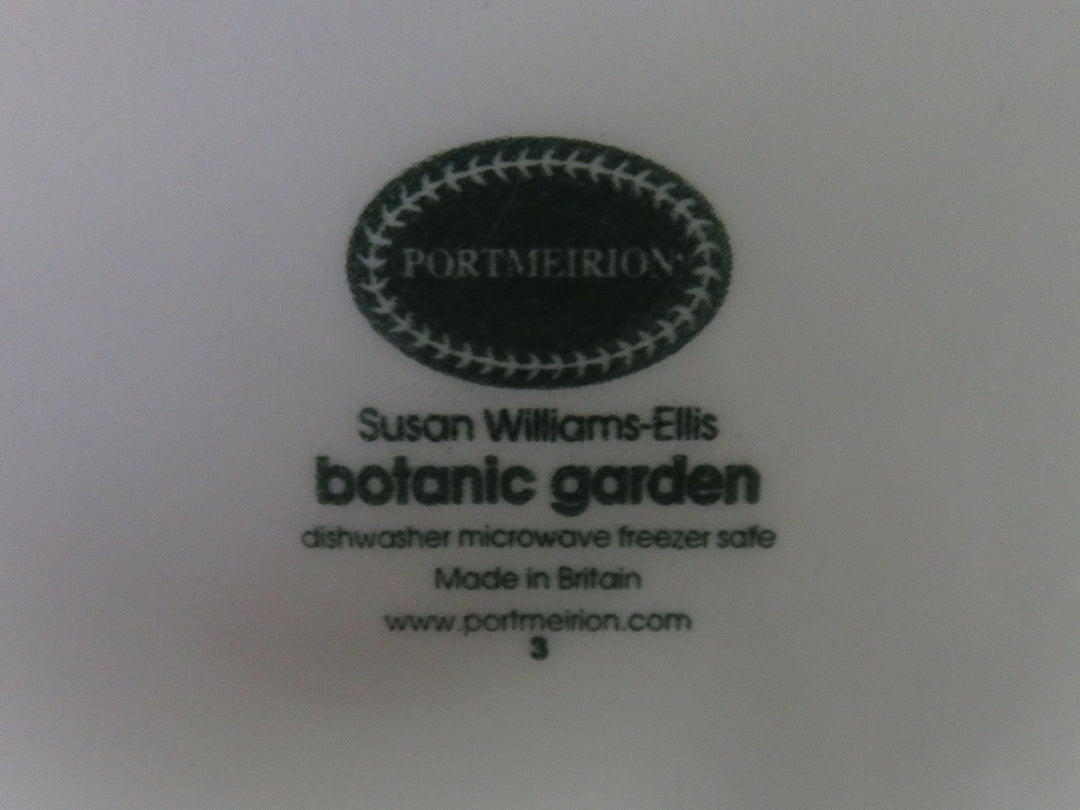 PORTMEIRION
Susan Williams-Ellis
botanic garden
dishwasher microwave freezer safe
Made in Britain
www.portmeirion.com
3